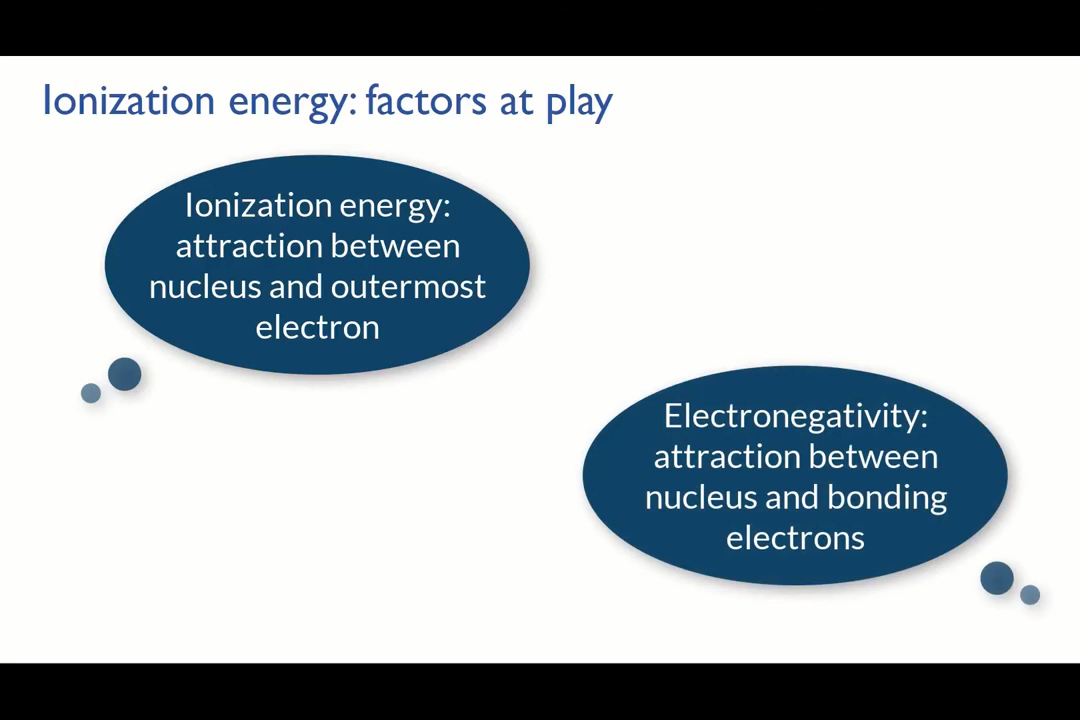 Ionization energy: factors at play
Ionization energy:
attraction between
nucleus and outermost
electron
Electronegativity:
attraction between
nucleus and bonding
electrons